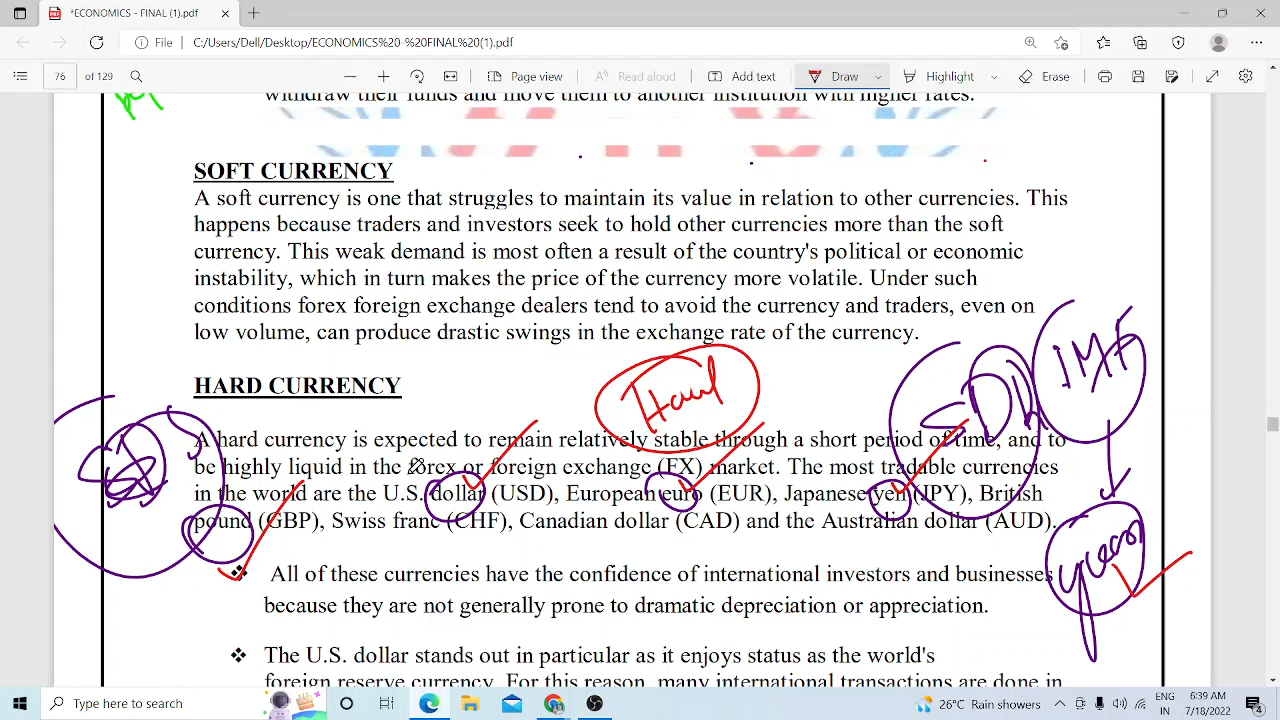 *ECONOMICS - FINAL (1).pdf
File C:/Users/Dell/Desktop/ECONOMICS%20-%20FINAL%20(1).pdf
76 of 129 Page view Read aloud Add text Draw Highlight Erase
withdraw their funds and move them to another institution with higher rates.
SOFT CURRENCY
A soft currency is one that struggles to maintain its value in relation to other currencies. This
happens because traders and investors seek to hold other currencies more than the soft
currency. This weak demand is most often a result of the country's political or economic
instability, which in turn makes the price of the currency more volatile. Under such
conditions forex foreign exchange dealers tend to avoid the currency and traders, even on
low volume, can produce drastic swings in the exchange rate of the currency.
IMF
HARD CURRENCY
Hard
SDR
A hard currency is expected to remain relatively stable through a short period of time, and to
be highly liquid in the forex or foreign exchange (FX) market. The most tradable currencies
in the world are the U.S. dollar (USD), European euro (EUR), Japanese yen (JPY), British
pound (GBP), Swiss franc (CHF), Canadian dollar (CAD) and the Australian dollar (AUD).
❖ All of these currencies have the confidence of international investors and businesses
because they are not generally prone to dramatic depreciation or appreciation.
❖ The U.S. dollar stands out in particular as it enjoys status as the world's
foreign reserve currency. For this reason, many international transactions are done in
Type here to search
26°C Rain showers
ENG
IN
6:39 AM
7/18/2022
4